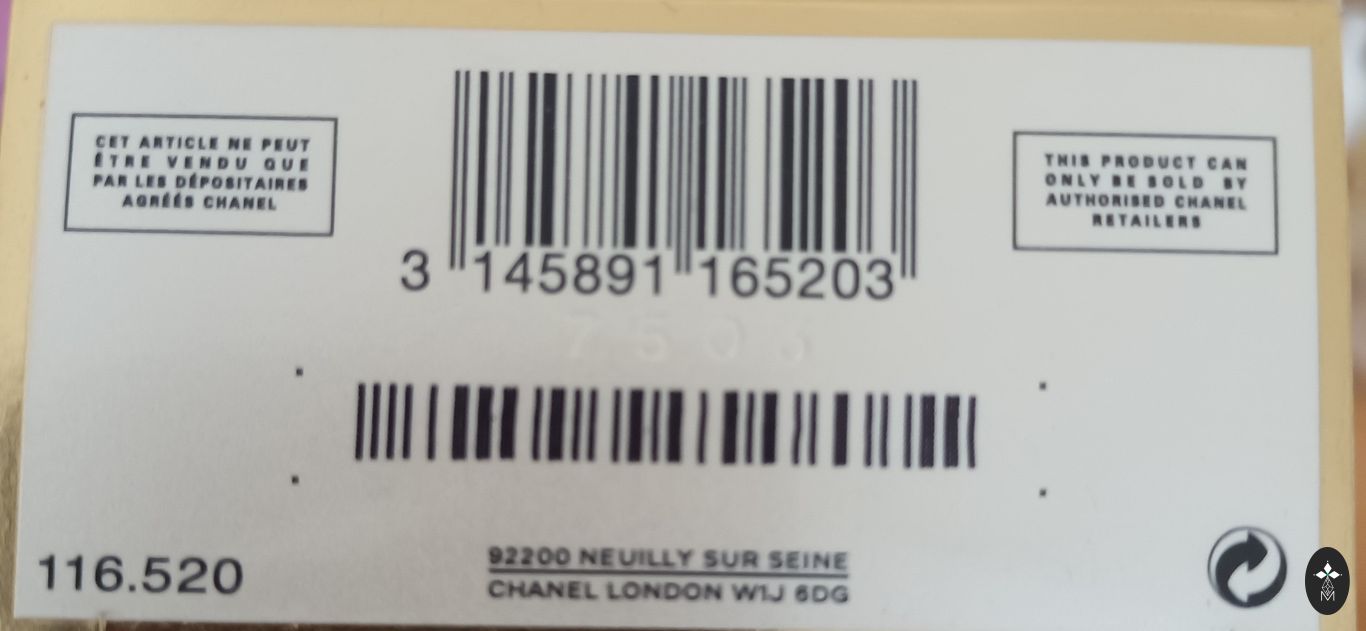 CET ARTICLE NE PEUT
ÊTRE VENDU QUE
PAR LES DÉPOSITAIRES
AGRÉÉS CHANEL
THIS PRODUCT CAN
ONLY BE SOLD BY
AUTHORISED CHANEL
RETAILERS
3 145891 165203
7503
116.520
92200 NEUILLY SUR SEINE
CHANEL LONDON W1J 6DG
M